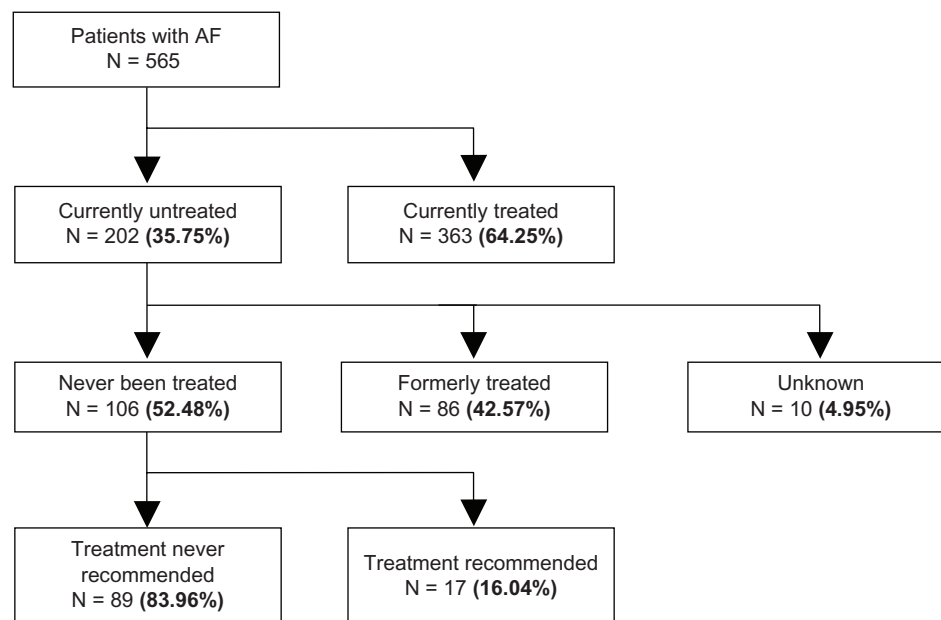 Patients with AF
N = 565
Currently untreated
N = 202 (35.75%)
Currently treated
N = 363 (64.25%)
Never been treated
N = 106 (52.48%)
Formerly treated
N = 86 (42.57%)
Unknown
N = 10 (4.95%)
Treatment never
recommended
N = 89 (83.96%)
Treatment recommended
N = 17 (16.04%)